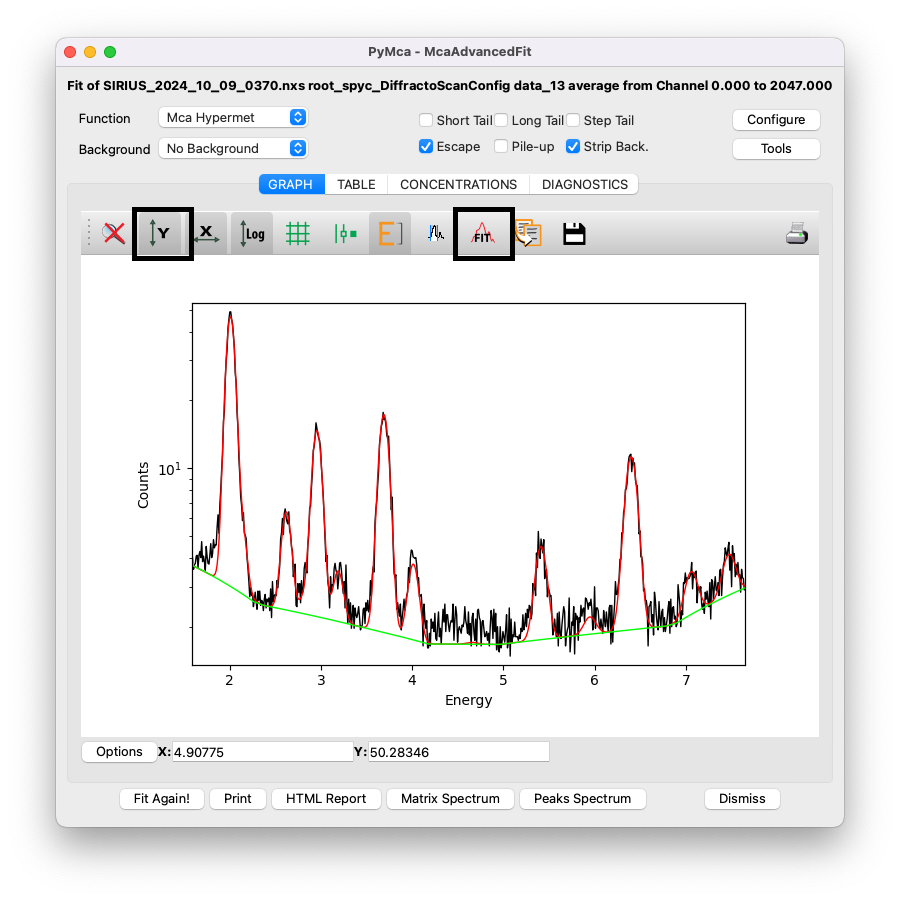 PyMca - McaAdvancedFit
Fit of SIRIUS_2024_10_09_0370.nxs root_spyc_DiffractoScanConfig data_13 average from Channel 0.000 to 2047.000
Function Mca Hypermet Short Tail Long Tail Step Tail Configure
Background No Background Escape Pile-up Strip Back. Tools
GRAPH TABLE CONCENTRATIONS DIAGNOSTICS
Y X Log E FIT
10^1
Counts
2 3 4 5 6 7
Energy
Options X: 4.90775 Y: 50.28346
Fit Again! Print HTML Report Matrix Spectrum Peaks Spectrum Dismiss